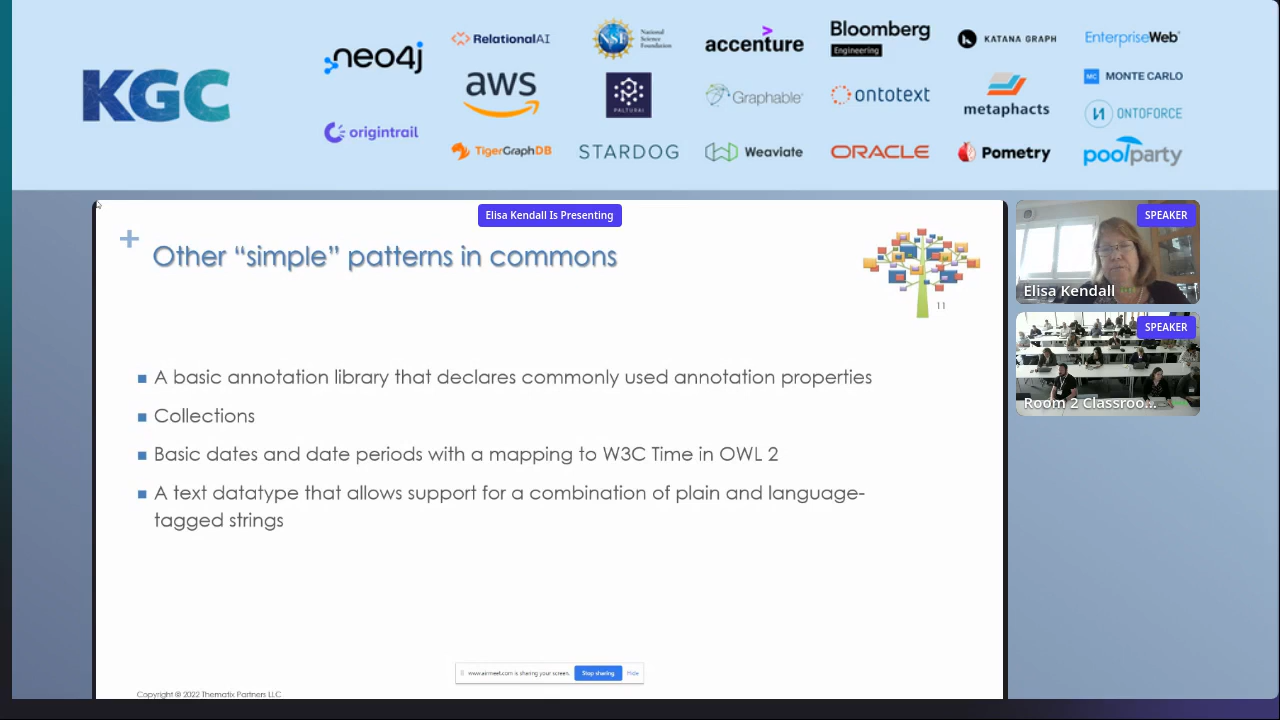 KGC
neo4j
origintrail
RelationalAI
aws
TigerGraphDB
NSF
National
Science
Foundation
PALTURAI
STARDOG
accenture
Graphable
Weaviate
Bloomberg
Engineering
ontotext
ORACLE
KATANA GRAPH
metaphacts
Pometry
EnterpriseWeb
MC MONTE CARLO
ONTOFORCE
poolparty
Elisa Kendall Is Presenting
+
Other “simple” patterns in commons
11
A basic annotation library that declares commonly used annotation properties
Collections
Basic dates and date periods with a mapping to W3C Time in OWL 2
A text datatype that allows support for a combination of plain and language-
tagged strings
www.airmeet.com is sharing your screen. Stop sharing Hide
Copyright © 2022 Thematix Partners LLC
SPEAKER
Elisa Kendall
SPEAKER
Room 2 Classroo...